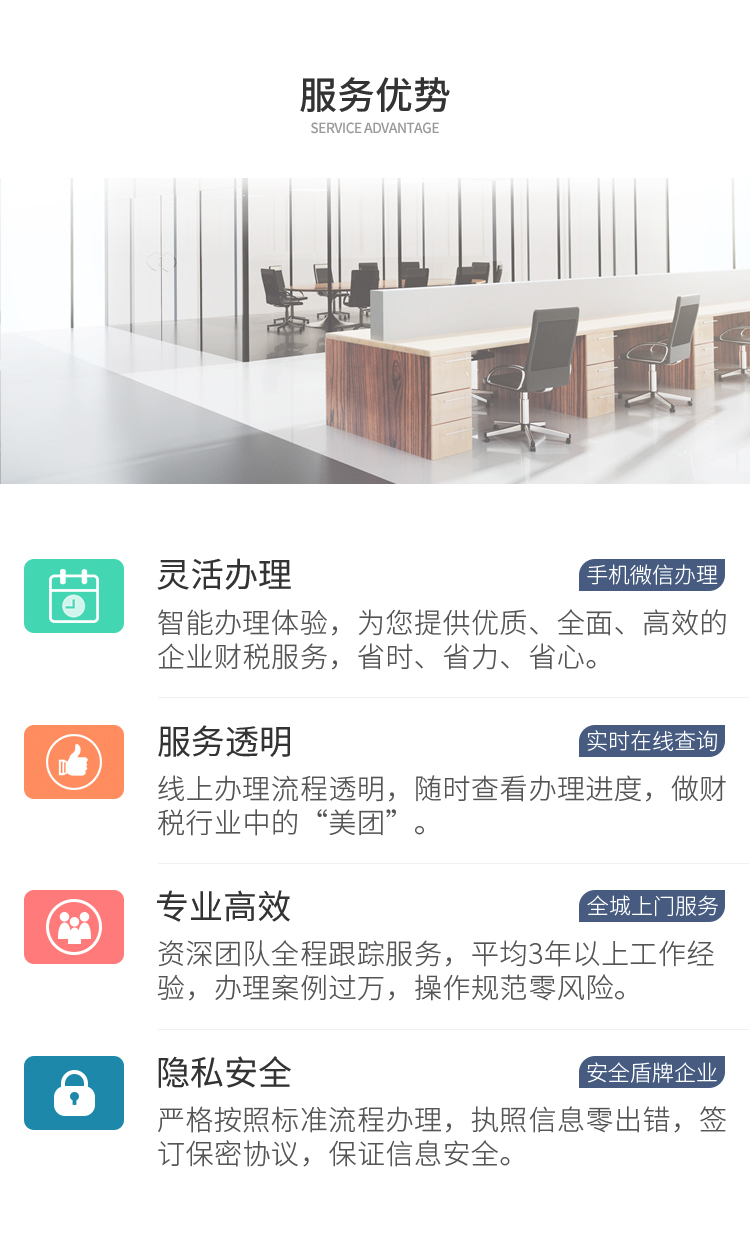 服务优势
SERVICE ADVANTAGE
灵活办理
手机微信办理
智能办理体验，为您提供优质、全面、高效的
企业财税服务，省时、省力、省心。
服务透明
实时在线查询
线上办理流程透明，随时查看办理进度，做财
税行业中的“美团”。
专业高效
全城上门服务
资深团队全程跟踪服务，平均3年以上工作经
验，办理案例过万，操作规范零风险。
隐私安全
安全盾牌企业
严格按照标准流程办理，执照信息零出错，签
订保密协议，保证信息安全。